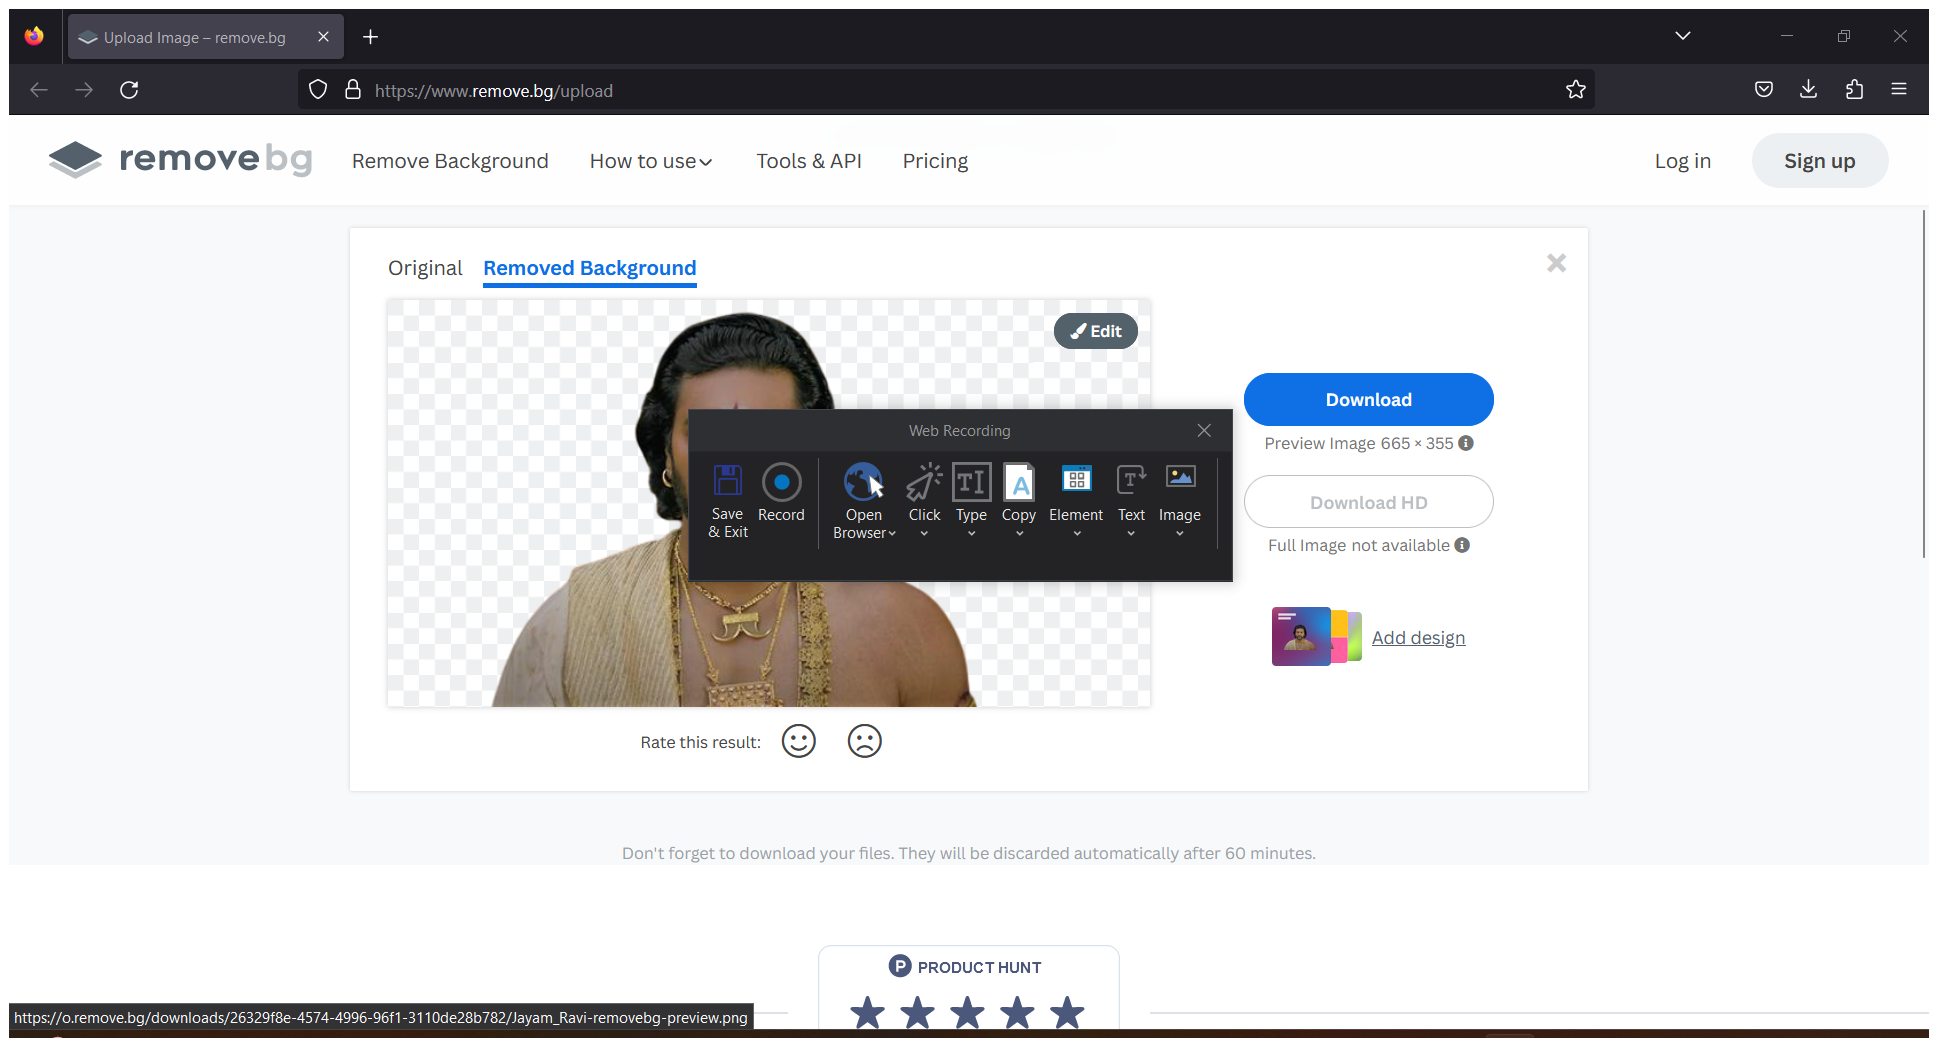 Upload Image – remove.bg
https://www.remove.bg/upload
removebg Remove Background How to use Tools & API Pricing Log in Sign up
Original Removed Background
Edit
Download
Preview Image 665 × 355
Download HD
Full Image not available
Add design
Web Recording
Save & Exit
Record
Open Browser
Click
Type
Copy
Element
Text
Image
Rate this result:
Don't forget to download your files. They will be discarded automatically after 60 minutes.
P PRODUCT HUNT
https://o.remove.bg/downloads/26329f8e-4574-4996-96f1-3110de28b782/Jayam_Ravi-removebg-preview.png